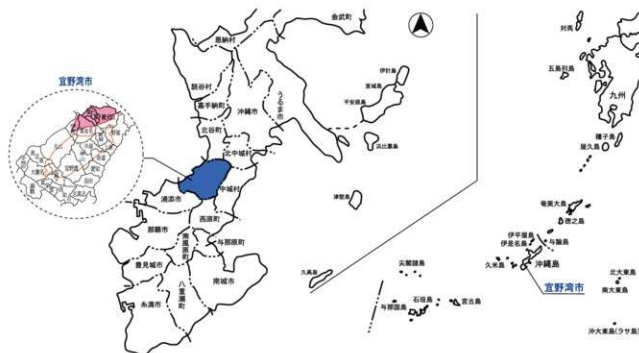 金武町
恩納村
対馬
宜野湾市
読谷村
うるま市
伊計島
宮城島
平安座島
五島列島
九州
嘉手納町
沖縄市
北谷町
北中城村
浜比嘉島
種子島
屋久島
中城村
津堅島
浦添市
西原町
奄美大島
徳之島
那覇市
南風原町
与那原町
伊平屋島
伊是名島
与論島
豊見城市
久高島
尖閣諸島
久米島
沖縄島
北大東島
南大東島
糸満市
八重瀬町
南城市
与那国島
石垣島
宮古島
宜野湾市
沖大東島(ラサ島)